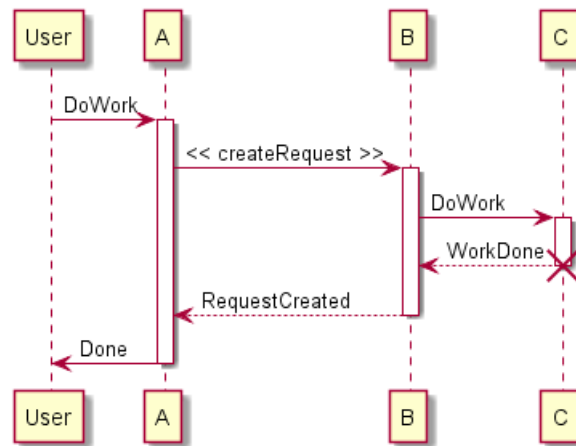 User A B C
DoWork
<< createRequest >>
DoWork
WorkDone
RequestCreated
Done
User A B C